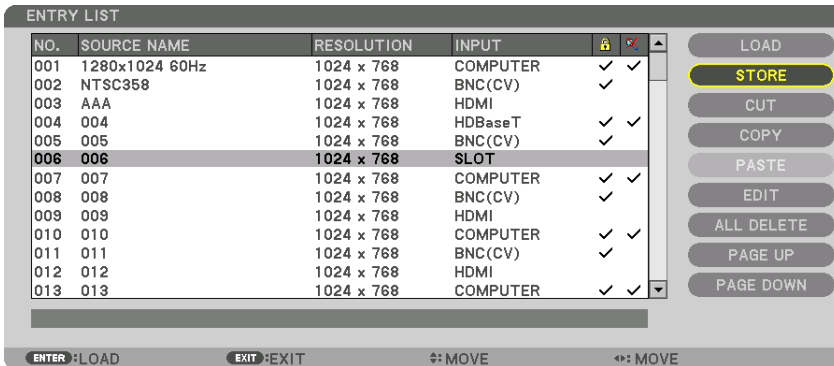 ENTRY LIST
NO. SOURCE NAME RESOLUTION INPUT
001 1280x1024 60Hz 1024 x 768 COMPUTER ✓ ✓
002 NTSC358 1024 x 768 BNC(CV) ✓
003 AAA 1024 x 768 HDMI
004 004 1024 x 768 HDBaseT ✓ ✓
005 005 1024 x 768 BNC(CV) ✓
006 006 1024 x 768 SLOT
007 007 1024 x 768 COMPUTER ✓ ✓
008 008 1024 x 768 BNC(CV) ✓
009 009 1024 x 768 HDMI
010 010 1024 x 768 COMPUTER ✓ ✓
011 011 1024 x 768 BNC(CV) ✓
012 012 1024 x 768 HDMI
013 013 1024 x 768 COMPUTER ✓ ✓
LOAD
STORE
CUT
COPY
PASTE
EDIT
ALL DELETE
PAGE UP
PAGE DOWN
ENTER :LOAD EXIT :EXIT :MOVE :MOVE